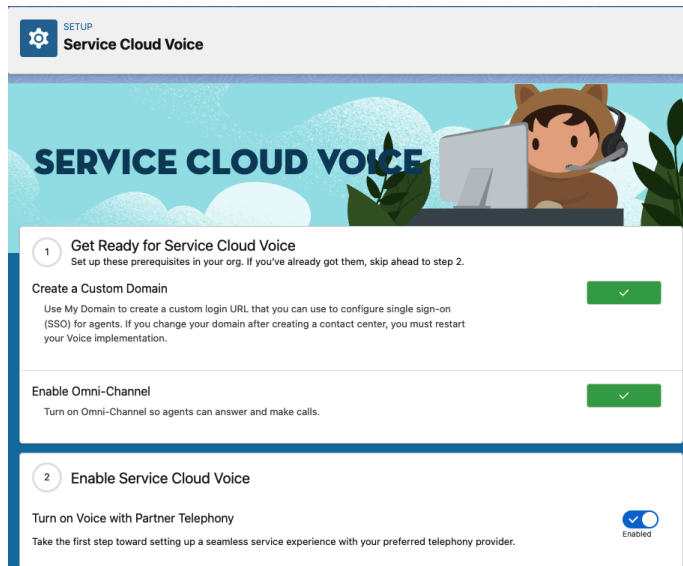 SETUP
Service Cloud Voice
SERVICE CLOUD VOICE
1
Get Ready for Service Cloud Voice
Set up these prerequisites in your org. If you've already got them, skip ahead to step 2.
Create a Custom Domain
Use My Domain to create a custom login URL that you can use to configure single sign-on
(SSO) for agents. If you change your domain after creating a contact center, you must restart
your Voice implementation.
Enable Omni-Channel
Turn on Omni-Channel so agents can answer and make calls.
2
Enable Service Cloud Voice
Turn on Voice with Partner Telephony
Take the first step toward setting up a seamless service experience with your preferred telephony provider.
Enabled